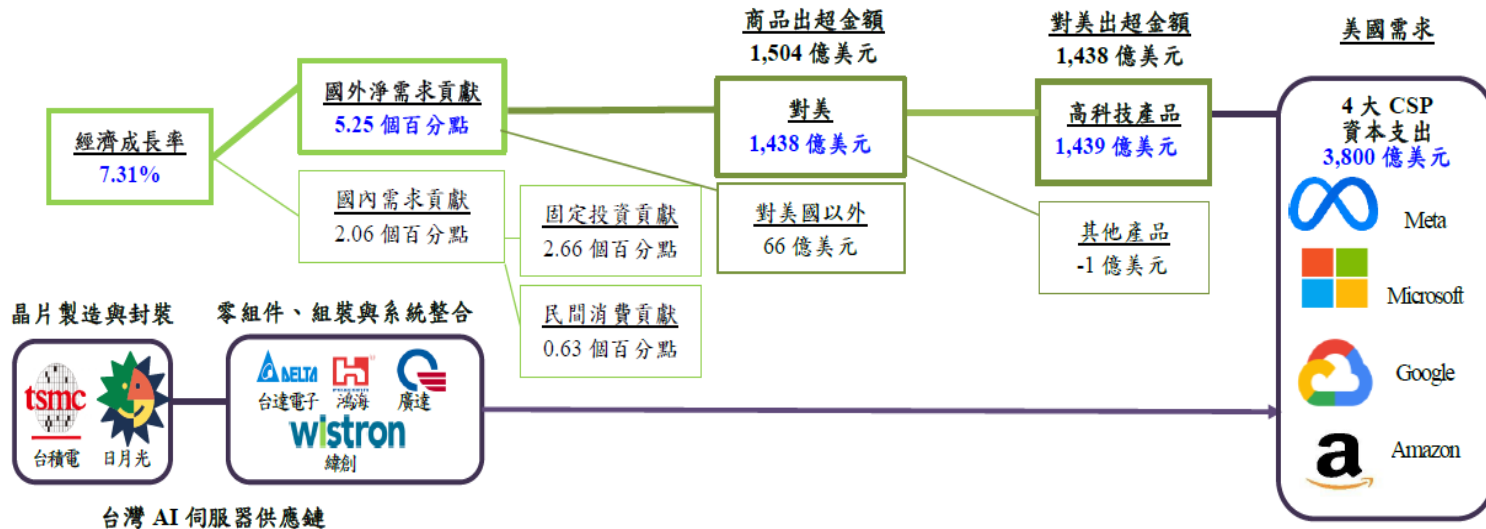 商品出超金額
1,504 億美元
對美出超金額
1,438 億美元
美國需求
經濟成長率
7.31%
國外淨需求貢獻
5.25 個百分點
國內需求貢獻
2.06 個百分點
固定投資貢獻
2.66 個百分點
民間消費貢獻
0.63 個百分點
對美
1,438 億美元
對美國以外
66 億美元
高科技產品
1,439 億美元
其他產品
-1 億美元
4 大 CSP
資本支出
3,800 億美元
Meta
Microsoft
Google
a
Amazon
晶片製造與封裝
tsmc
台積電
日月光
零組件、組裝與系統整合
DELTA
台達電子
鴻海
廣達
wistron
緯創
台灣 AI 伺服器供應鏈